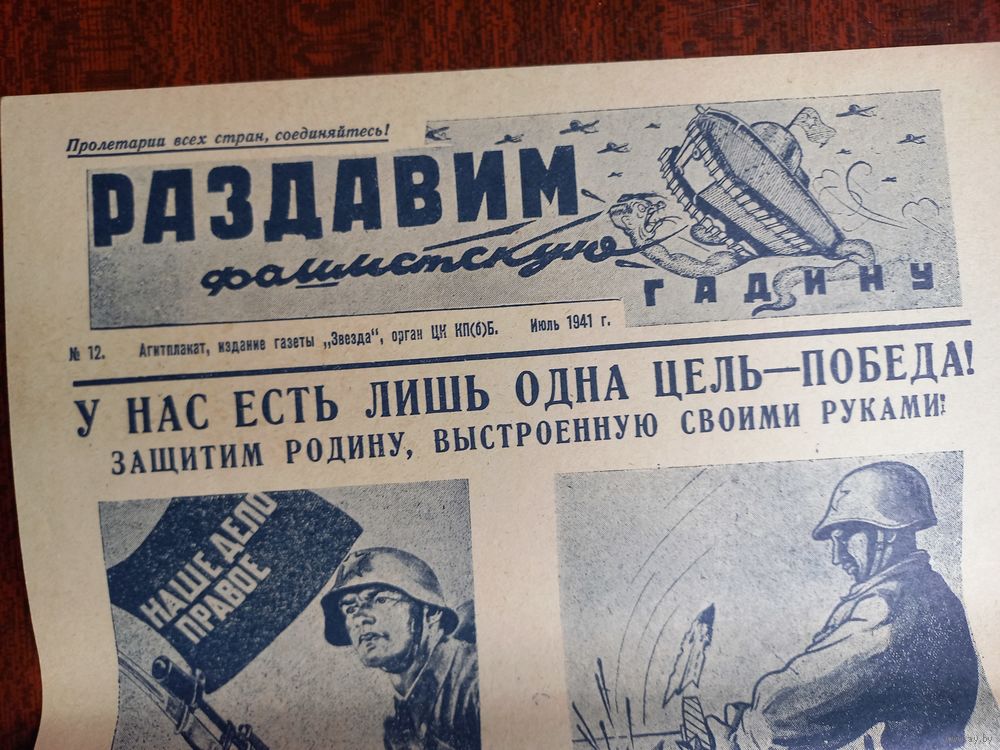 Пролетарии всех стран, соединяйтесь!
РАЗДАВИМ
фашистскую
ГАДИНУ
№ 12. Агитплакат, издание газеты „Звезда“, орган ЦК КП(б)Б. Июль 1941 г.
У НАС ЕСТЬ ЛИШЬ ОДНА ЦЕЛЬ—ПОБЕДА!
ЗАЩИТИМ РОДИНУ, ВЫСТРОЕННУЮ СВОИМИ РУКАМИ!
НАШЕ ДЕЛО
ПРАВОЕ